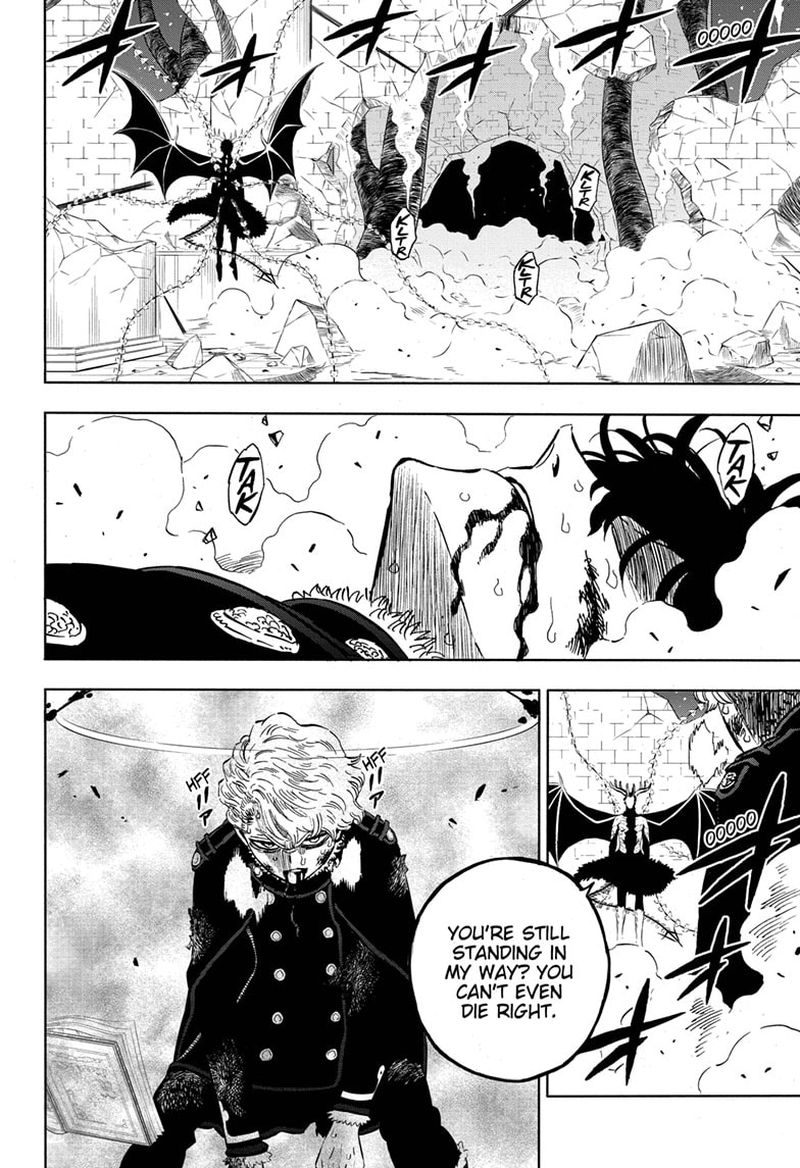 OOOOO
KLTR
KLTR
KLTR
TAK
TAK
HFF
HFF
OOOOO
YOU'RE STILL
STANDING IN
MY WAY? YOU
CAN'T EVEN
DIE RIGHT.